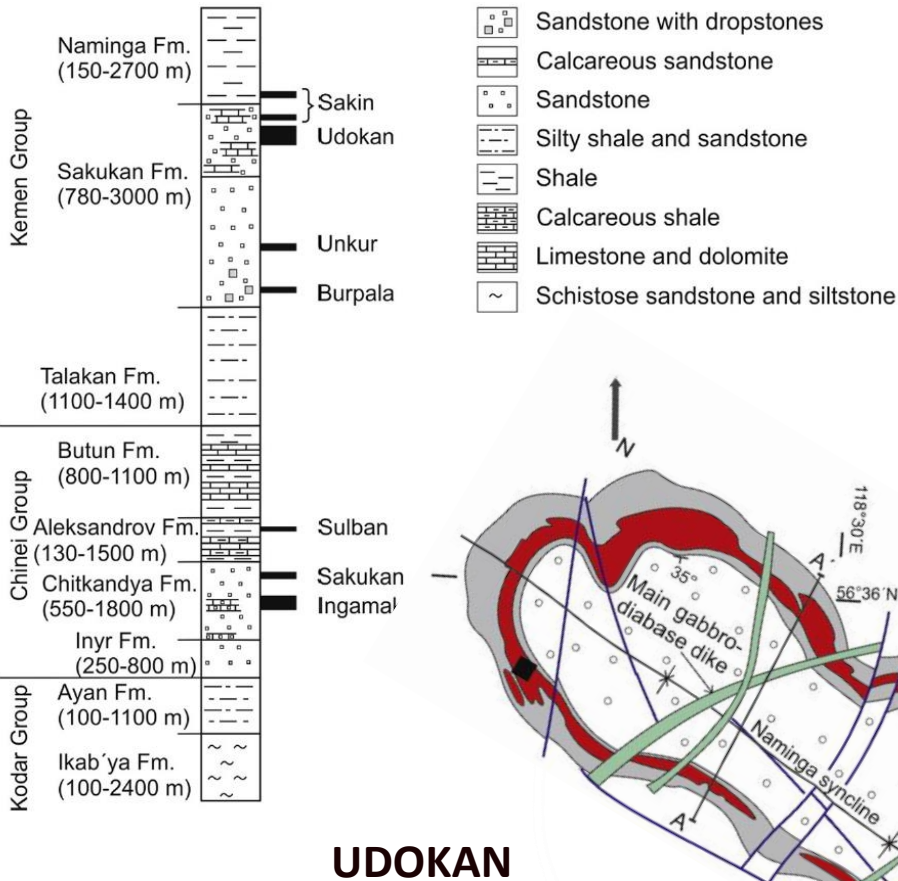 Kemen Group
Naminga Fm.
(150-2700 m)
Sakukan Fm.
(780-3000 m)
Talakan Fm.
(1100-1400 m)
Chinei Group
Butun Fm.
(800-1100 m)
Aleksandrov Fm.
(130-1500 m)
Chitkandya Fm.
(550-1800 m)
Inyr Fm.
(250-800 m)
Kodar Group
Ayan Fm.
(100-1100 m)
Ikab´ya Fm.
(100-2400 m)
Sakin
Udokan
Unkur
Burpala
Sulban
Sakukan
Ingamal
Sandstone with dropstones
Calcareous sandstone
Sandstone
Silty shale and sandstone
Shale
Calcareous shale
Limestone and dolomite
Schistose sandstone and siltstone
N
118°30´E
A´
56°36´N
35°
Main gabbro-
diabase dike
Naminga syncline
A
UDOKAN